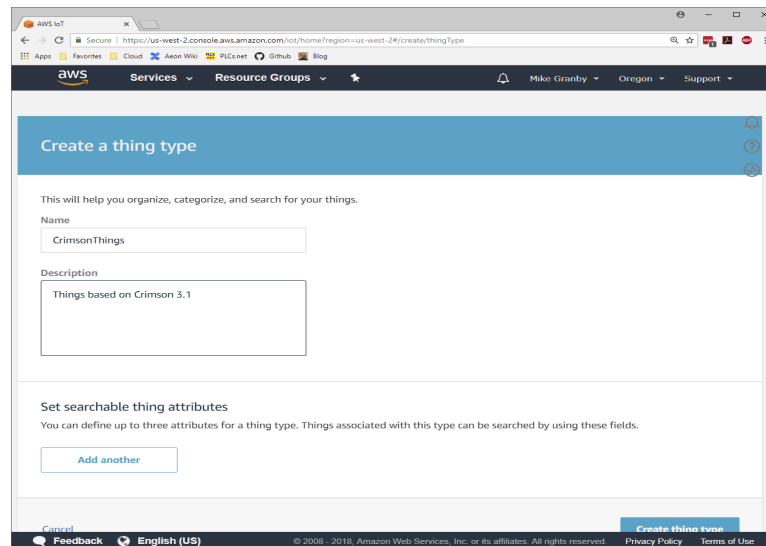 AWS IoT
Secure https://us-west-2.console.aws.amazon.com/iot/home?region=us-west-2#/create/thingType
Apps Favorites Cloud Aeon Wiki PLCs.net Github Blog
aws Services Resource Groups Mike Granby Oregon Support
Create a thing type
This will help you organize, categorize, and search for your things.
Name
CrimsonThings
Description
Things based on Crimson 3.1
Set searchable thing attributes
You can define up to three attributes for a thing type. Things associated with this type can be searched by using these fields.
Add another
Cancel Create thing type
Feedback English (US) © 2008 - 2018, Amazon Web Services, Inc. or its affiliates. All rights reserved. Privacy Policy Terms of Use